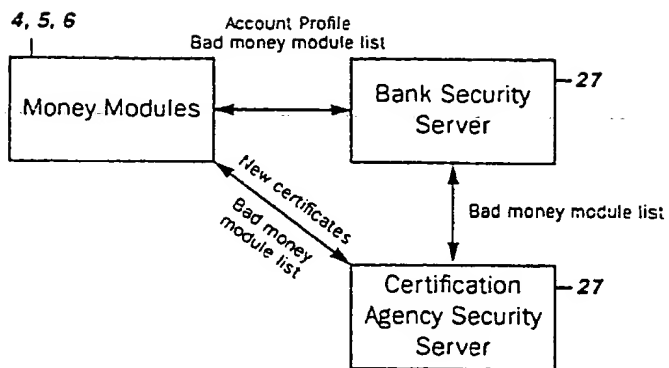 4, 5, 6
Account Profile
Bad money module list
Money Modules
Bank Security
Server
27
New certificates
Bad money
module list
Bad money module list
Certification
Agency Security
Server
27